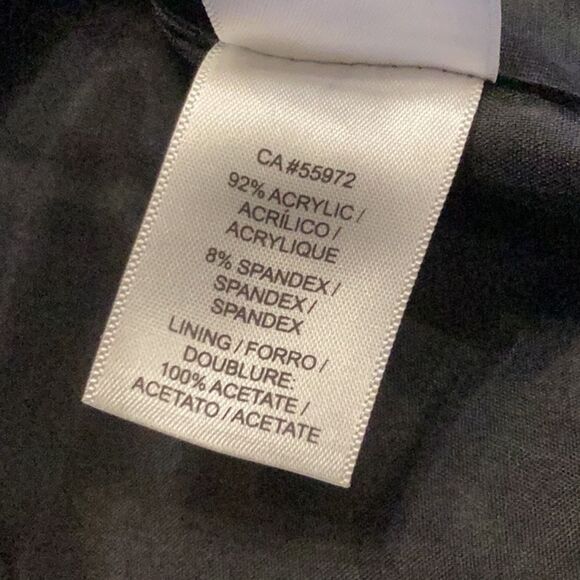 CA #55972
92% ACRYLIC /
ACRÍLICO /
ACRYLIQUE
8% SPANDEX /
SPANDEX /
SPANDEX
LINING / FORRO /
DOUBLURE:
100% ACETATE /
ACETATO / ACETATE